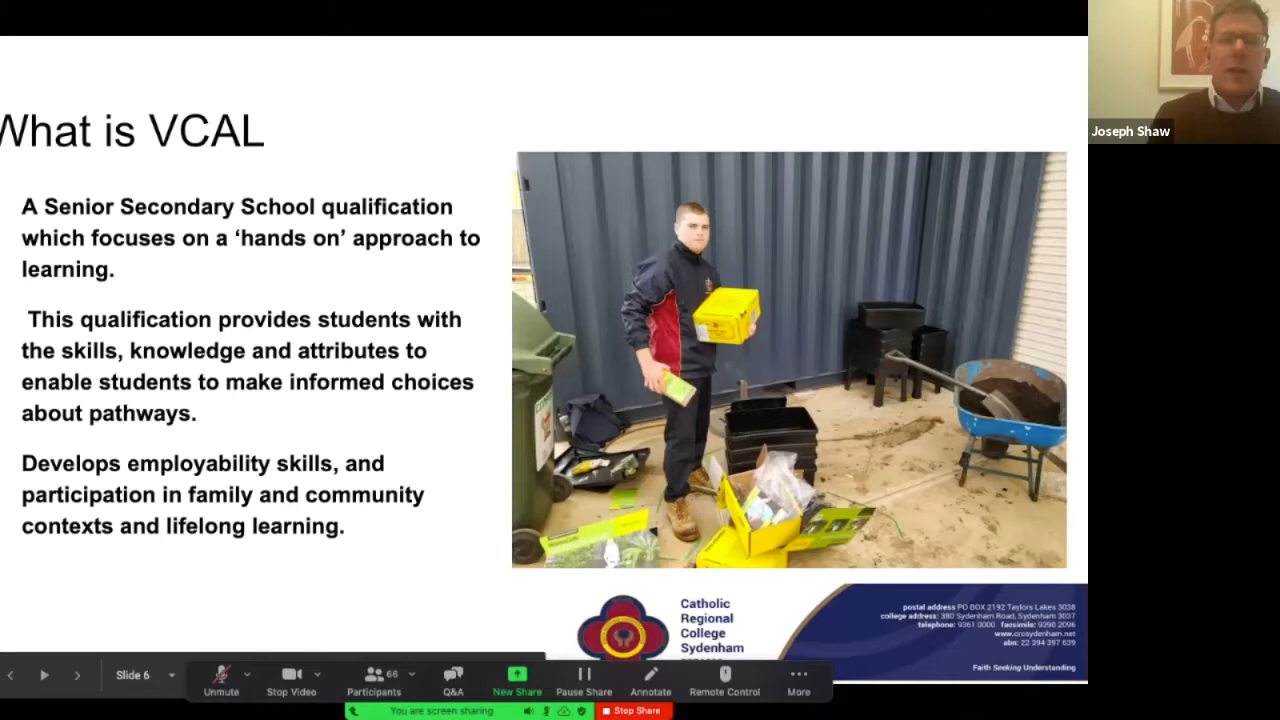 What is VCAL
A Senior Secondary School qualification
which focuses on a ‘hands on’ approach to
learning.
This qualification provides students with
the skills, knowledge and attributes to
enable students to make informed choices
about pathways.
Develops employability skills, and
participation in family and community
contexts and lifelong learning.
Joseph Shaw
Catholic
Regional
College
Sydenham
postal address PO BOX 2192 Taylors Lakes 3038
college address: 380 Sydenham Road, Sydenham 3037
telephone: 9361 0000 facsimile: 9390 2096
www.crcsydenham.net
abn: 22 394 397 639
Faith Seeking Understanding
Slide 6
66
Unmute
Stop Video
Participants
Q&A
New Share
Pause Share
Annotate
Remote Control
More
You are screen sharing
Stop Share